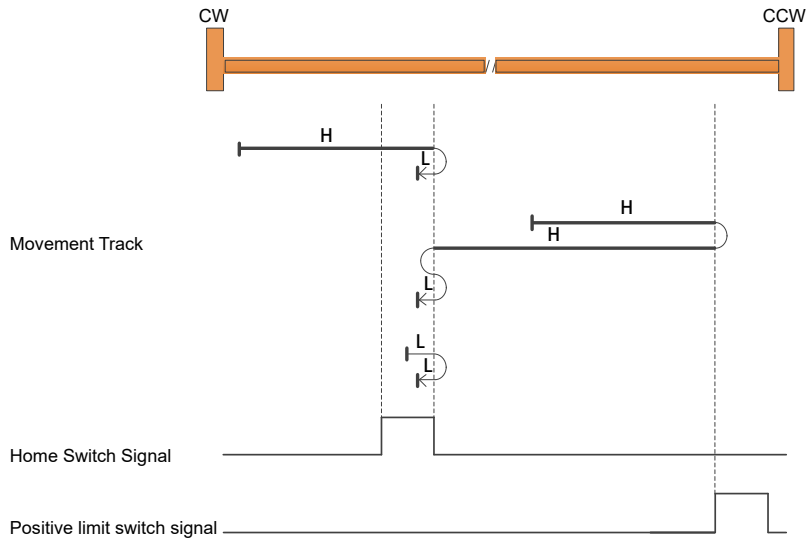 CW
CCW
H
L
H
Movement Track
H
L
L
L
Home Switch Signal
Positive limit switch signal